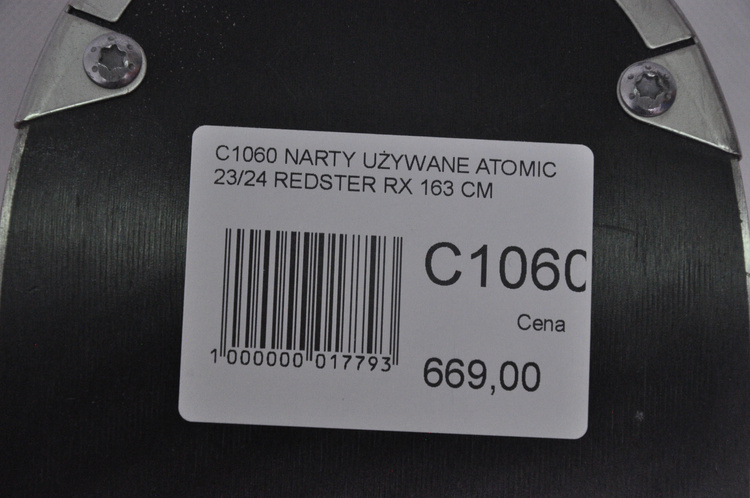 C1060 NARTY UŻYWANE ATOMIC
23/24 REDSTER RX 163 CM
C1060
Cena
1 000000 017793
669,00